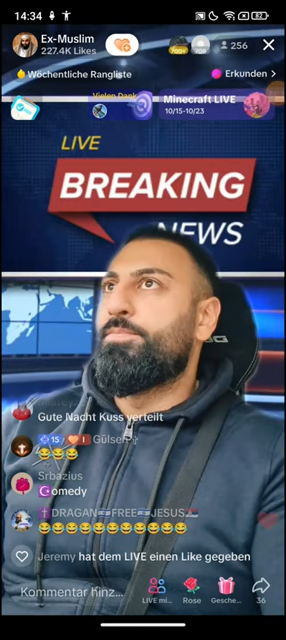 14:34
82
Ex-Muslim
227.4K Likes
256
Wöchentliche Rangliste
Erkunden >
Vielen Dank
Minecraft LIVE
10/15-10/23
LIVE
BREAKING
NEWS
Gute Nacht Kuss verteilt
15 I Gülsen✝
😂😂😂
Srbazius
☪omedy
✝️DRAGAN🇷🇸FREE🇷🇸JESUS🇷🇸
😂😂😂😂😂😂😂😂😂😂😂😂
Jeremy hat dem LIVE einen Like gegeben
Kommentar hinz...
LIVE mi...
Rose
Gesche...
36